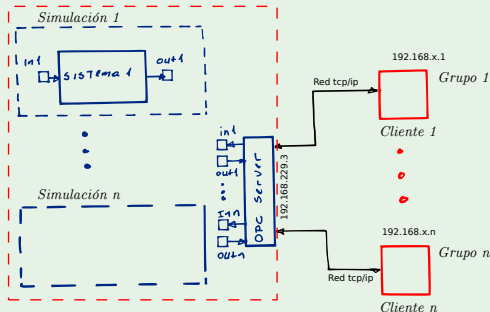 Simulación 1
In1
SISTema 1
out1
Simulación n
in1
out1
Inn
outn
OPC Server
192.168.229.3
Red tcp/ip
192.168.x.1
Grupo 1
Cliente 1
192.168.x.n
Grupo n
Red tcp/ip
Cliente n